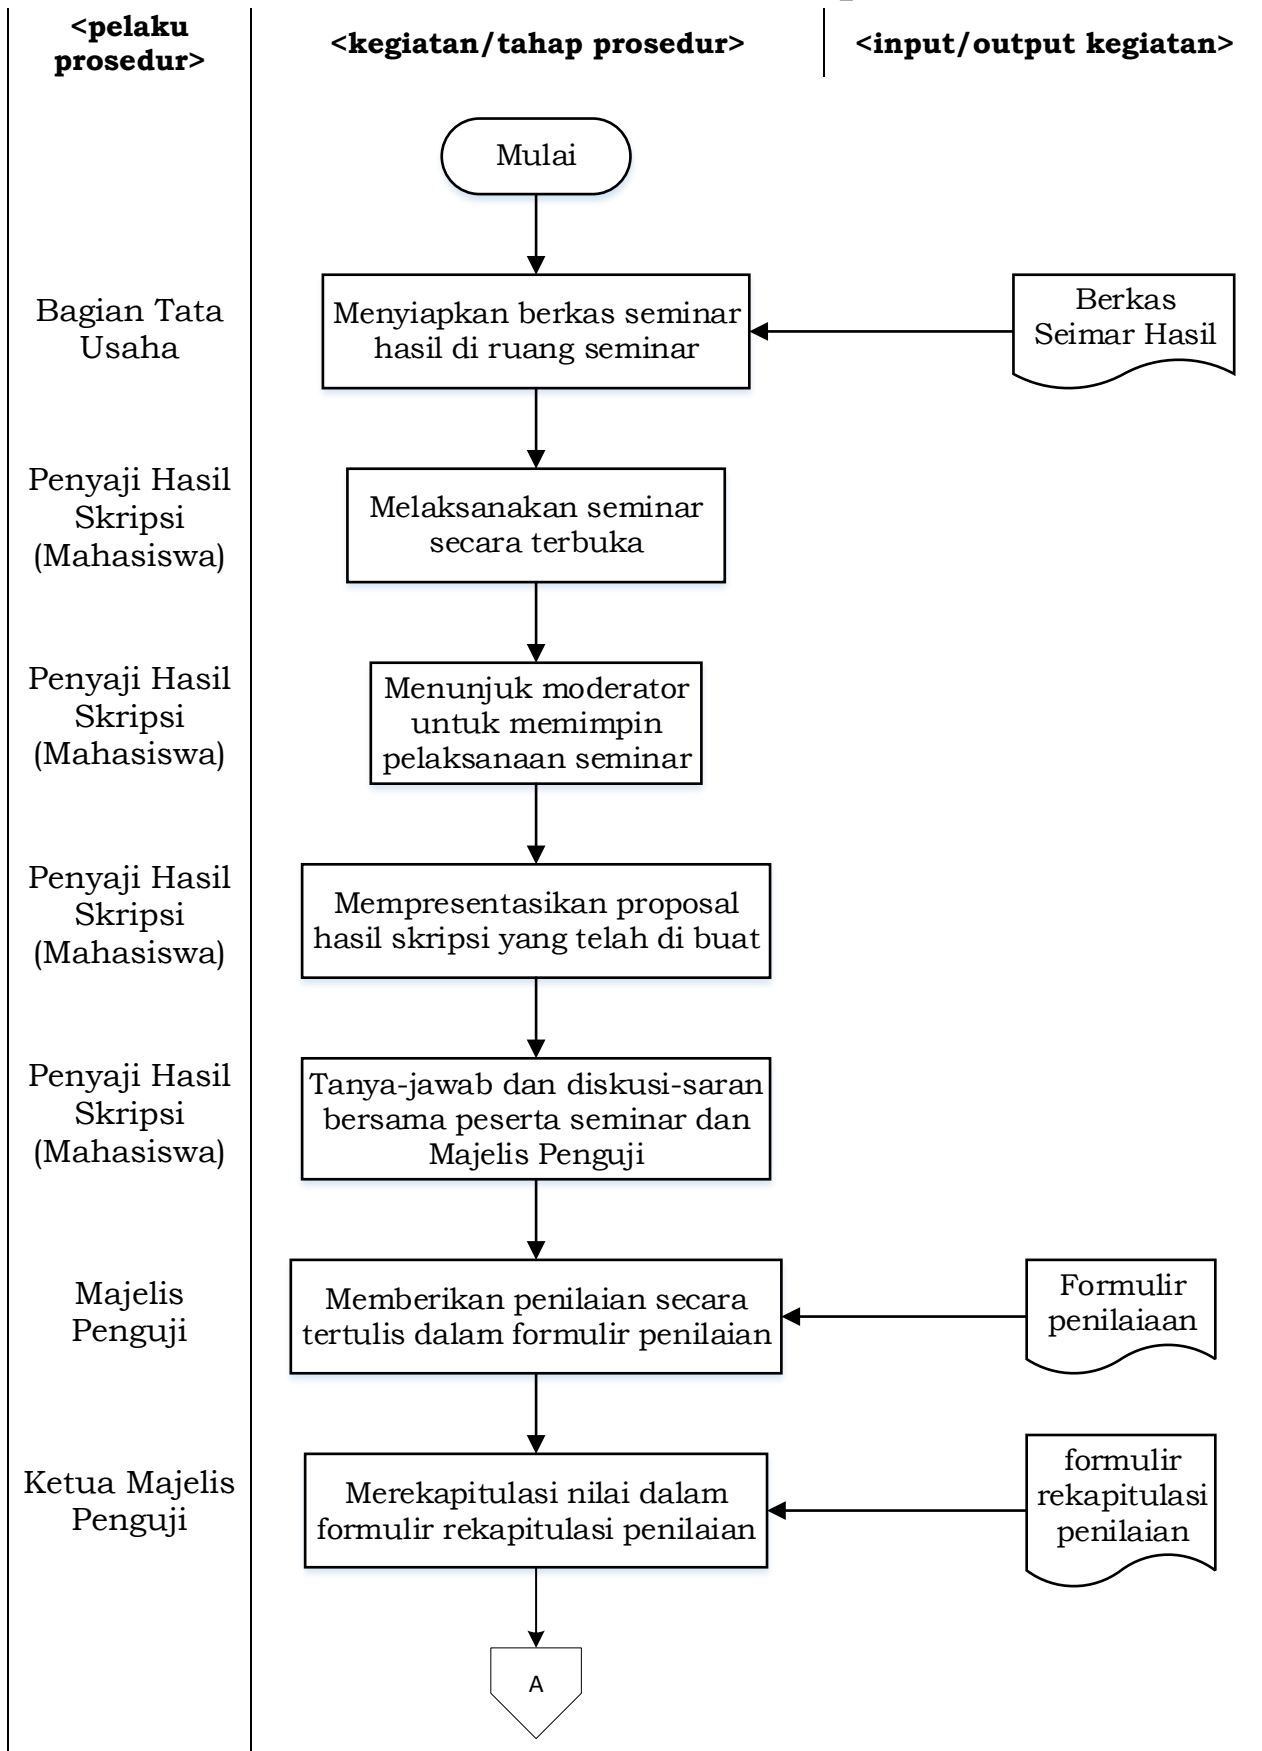 <pelaku
prosedur>
<kegiatan/tahap prosedur>
<input/output kegiatan>
Mulai
Bagian Tata
Usaha
Menyiapkan berkas seminar
hasil di ruang seminar
Berkas
Seimar Hasil
Penyaji Hasil
Skripsi
(Mahasiswa)
Melaksanakan seminar
secara terbuka
Penyaji Hasil
Skripsi
(Mahasiswa)
Menunjuk moderator
untuk memimpin
pelaksanaan seminar
Penyaji Hasil
Skripsi
(Mahasiswa)
Mempresentasikan proposal
hasil skripsi yang telah di buat
Penyaji Hasil
Skripsi
(Mahasiswa)
Tanya-jawab dan diskusi-saran
bersama peserta seminar dan
Majelis Penguji
Majelis
Penguji
Memberikan penilaian secara
tertulis dalam formulir penilaian
Formulir
penilaiaan
Ketua Majelis
Penguji
Merekapitulasi nilai dalam
formulir rekapitulasi penilaian
formulir
rekapitulasi
penilaian
A